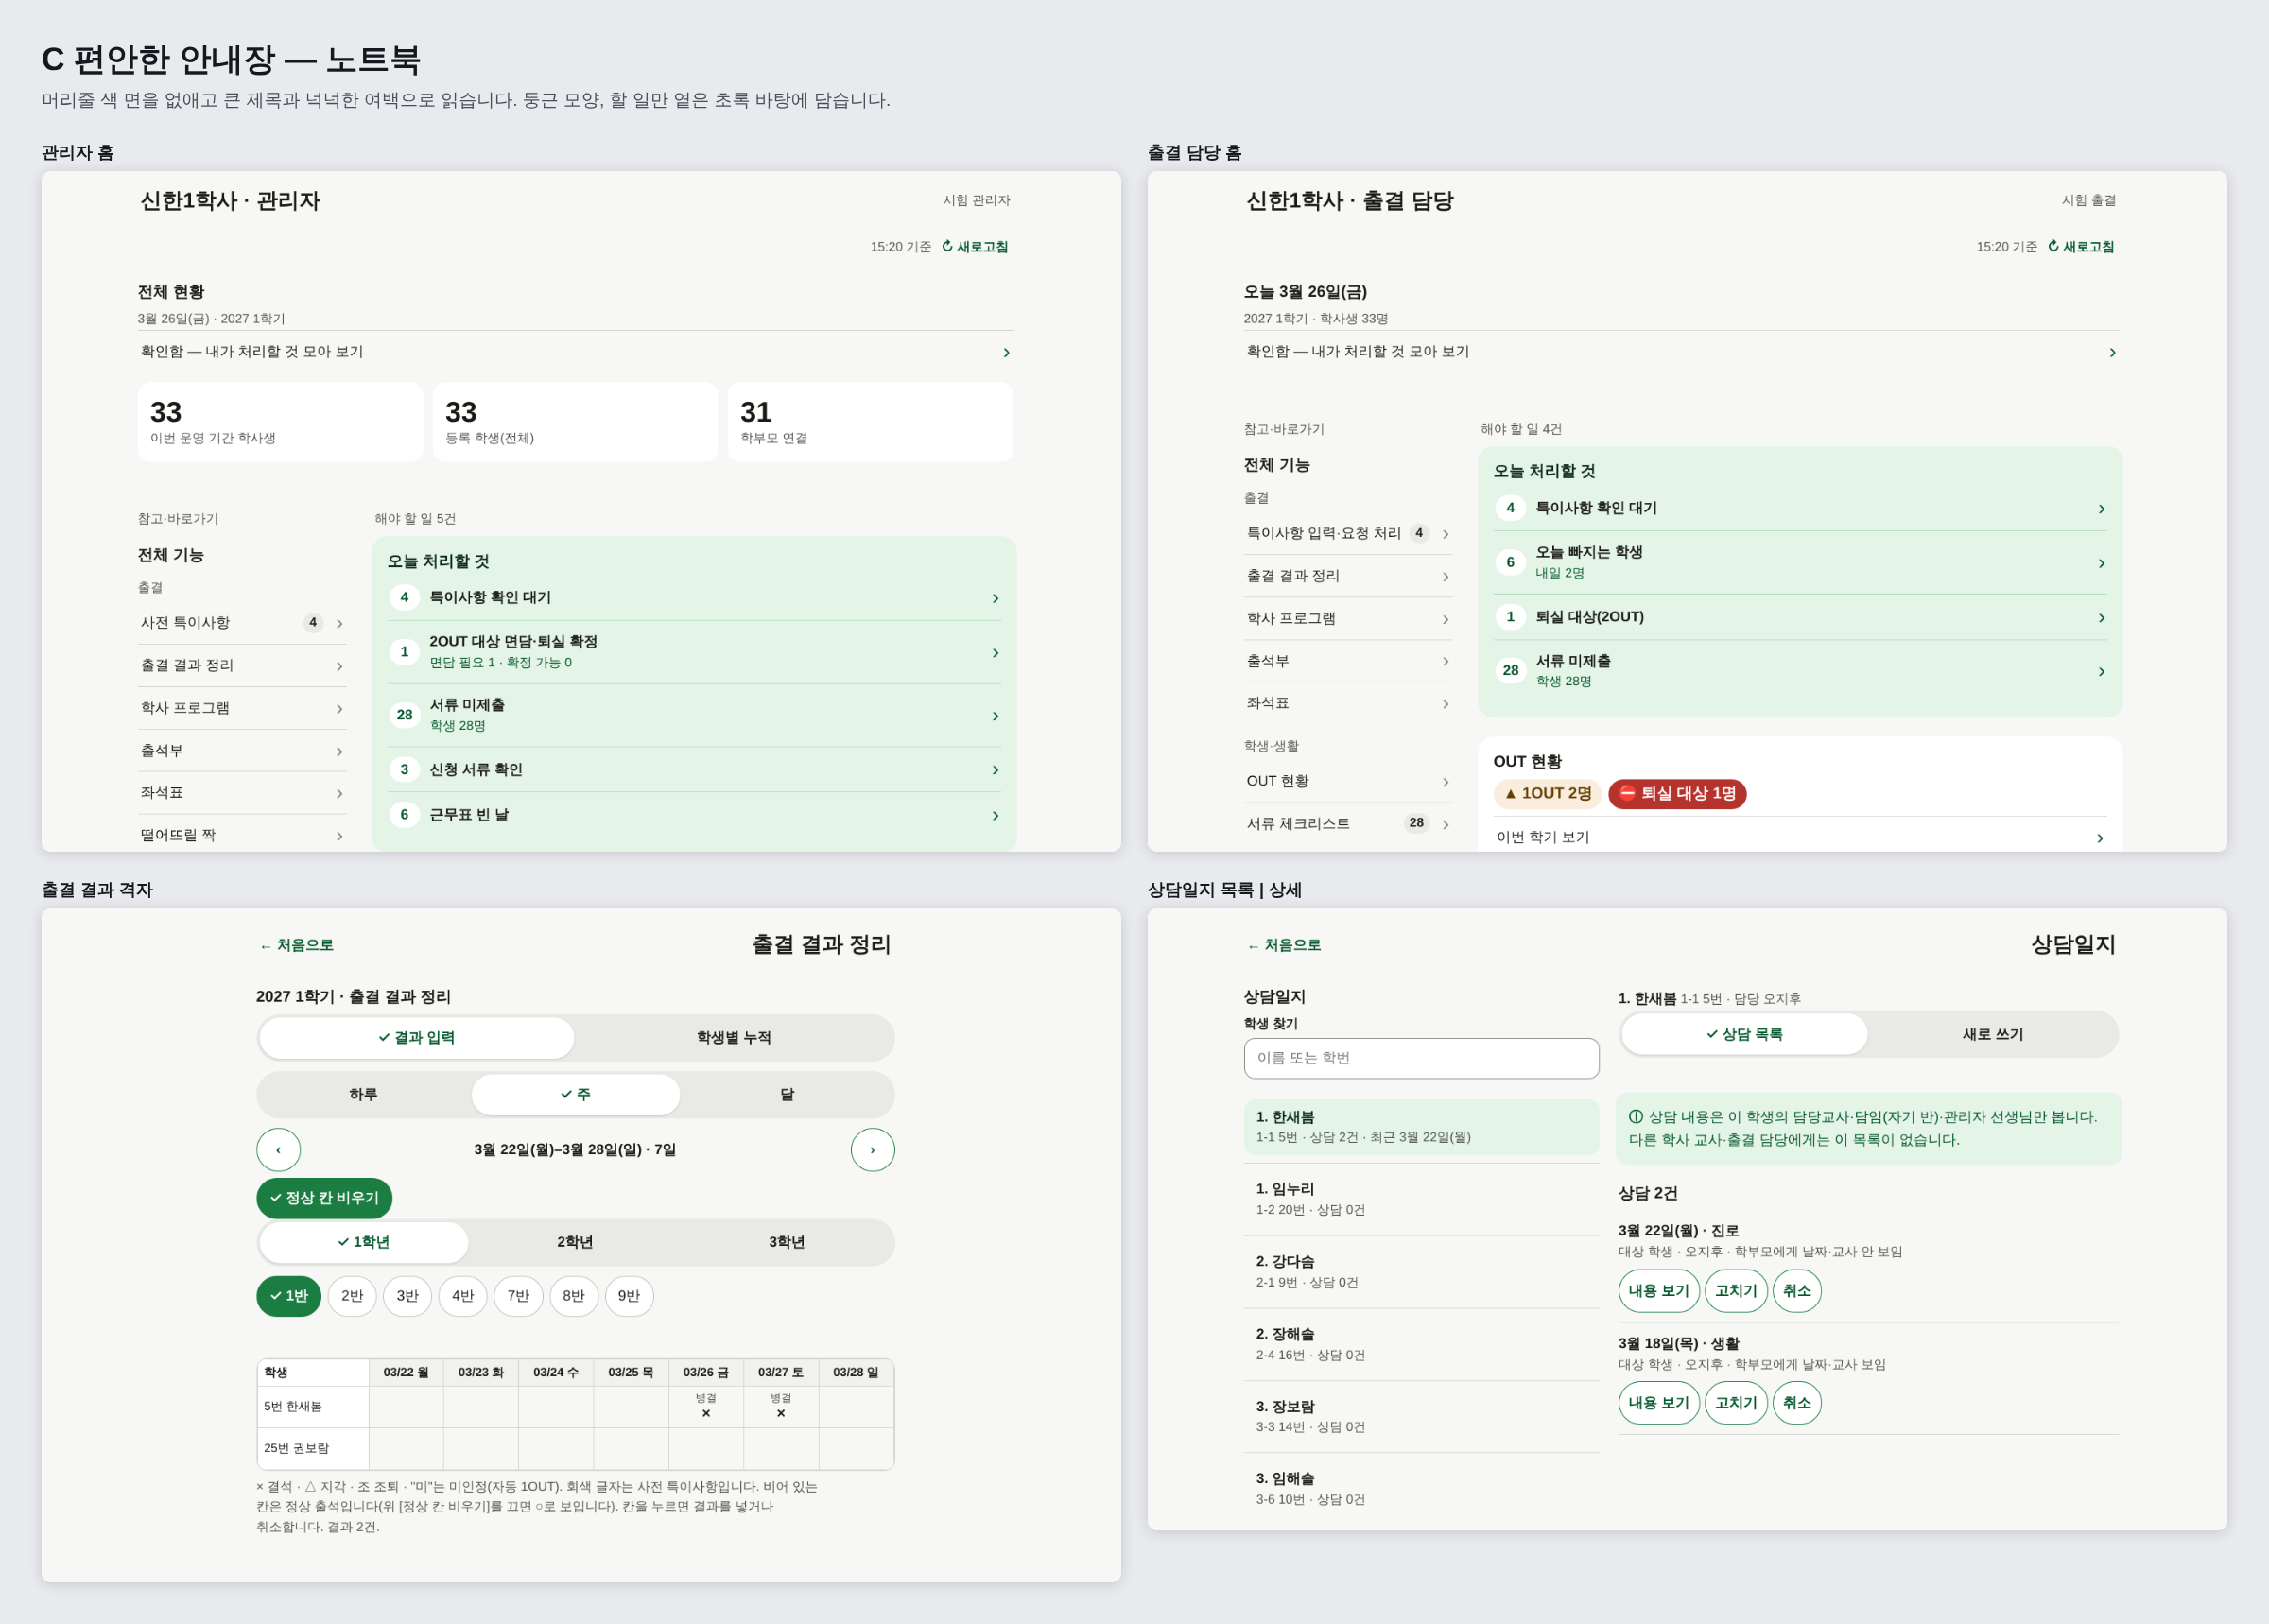 C 편안한 안내장 — 노트북
머리줄 색 면을 없애고 큰 제목과 넉넉한 여백으로 읽습니다. 둥근 모양, 할 일만 옅은 초록 바탕에 담습니다.
관리자 홈
신한1학사 · 관리자
시험 관리자
15:20 기준 ↻ 새로고침
전체 현황
3월 26일(금) · 2027 1학기
확인함 — 내가 처리할 것 모아 보기 ›
33
이번 운영 기간 학사생
33
등록 학생(전체)
31
학부모 연결
참고·바로가기
전체 기능
출결
사전 특이사항 4 ›
출결 결과 정리 ›
학사 프로그램 ›
출석부 ›
좌석표 ›
떨어뜨릴 짝 ›
해야 할 일 5건
오늘 처리할 것
4 특이사항 확인 대기 ›
1 2OUT 대상 면담·퇴실 확정 ›
면담 필요 1 · 확정 가능 0
28 서류 미제출 ›
학생 28명
3 신청 서류 확인 ›
6 근무표 빈 날 ›
출결 담당 홈
신한1학사 · 출결 담당
시험 출결
15:20 기준 ↻ 새로고침
오늘 3월 26일(금)
2027 1학기 · 학사생 33명
확인함 — 내가 처리할 것 모아 보기 ›
참고·바로가기
전체 기능
출결
특이사항 입력·요청 처리 4 ›
출결 결과 정리 ›
학사 프로그램 ›
출석부 ›
좌석표 ›
학생·생활
OUT 현황 ›
서류 체크리스트 28 ›
해야 할 일 4건
오늘 처리할 것
4 특이사항 확인 대기 ›
6 오늘 빠지는 학생 ›
내일 2명
1 퇴실 대상(2OUT) ›
28 서류 미제출 ›
학생 28명
OUT 현황
▲ 1OUT 2명 ⛔ 퇴실 대상 1명
이번 학기 보기 ›
출결 결과 격자
← 처음으로
출결 결과 정리
2027 1학기 · 출결 결과 정리
✓ 결과 입력 학생별 누적
하루 ✓ 주 달
‹ 3월 22일(월)–3월 28일(일) · 7일 ›
✓ 정상 칸 비우기
✓ 1학년 2학년 3학년
✓ 1반 2반 3반 4반 7반 8반 9반
학생 03/22 월 03/23 화 03/24 수 03/25 목 03/26 금 03/27 토 03/28 일
5번 한새봄 병결 × 병결 ×
25번 권보람
× 결석 · △ 지각 · 조 조퇴 · "미"는 미인정(자동 1OUT). 회색 글자는 사전 특이사항입니다. 비어 있는
칸은 정상 출석입니다(위 [정상 칸 비우기]를 끄면 ○로 보입니다). 칸을 누르면 결과를 넣거나
취소합니다. 결과 2건.
상담일지 목록 | 상세
← 처음으로
상담일지
상담일지
학생 찾기
이름 또는 학번
1. 한새봄
1-1 5번 · 상담 2건 · 최근 3월 22일(월)
1. 임누리
1-2 20번 · 상담 0건
2. 강다솜
2-1 9번 · 상담 0건
2. 장해솔
2-4 16번 · 상담 0건
3. 장보람
3-3 14번 · 상담 0건
3. 임해솔
3-6 10번 · 상담 0건
1. 한새봄 1-1 5번 · 담당 오지후
✓ 상담 목록 새로 쓰기
ⓘ 상담 내용은 이 학생의 담당교사·담임(자기 반)·관리자 선생님만 봅니다.
다른 학사 교사·출결 담당에게는 이 목록이 없습니다.
상담 2건
3월 22일(월) · 진로
대상 학생 · 오지후 · 학부모에게 날짜·교사 안 보임
내용 보기 고치기 취소
3월 18일(목) · 생활
대상 학생 · 오지후 · 학부모에게 날짜·교사 보임
내용 보기 고치기 취소